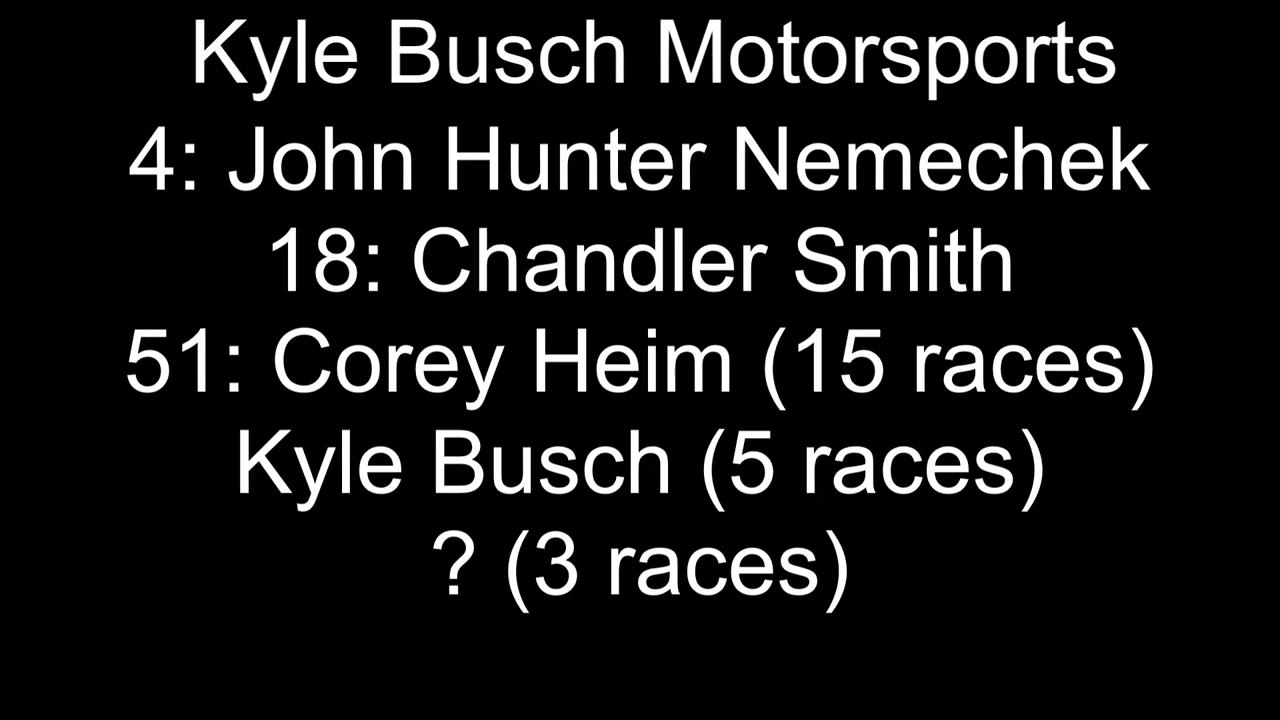 Kyle Busch Motorsports
4: John Hunter Nemechek
18: Chandler Smith
51: Corey Heim (15 races)
Kyle Busch (5 races)
? (3 races)